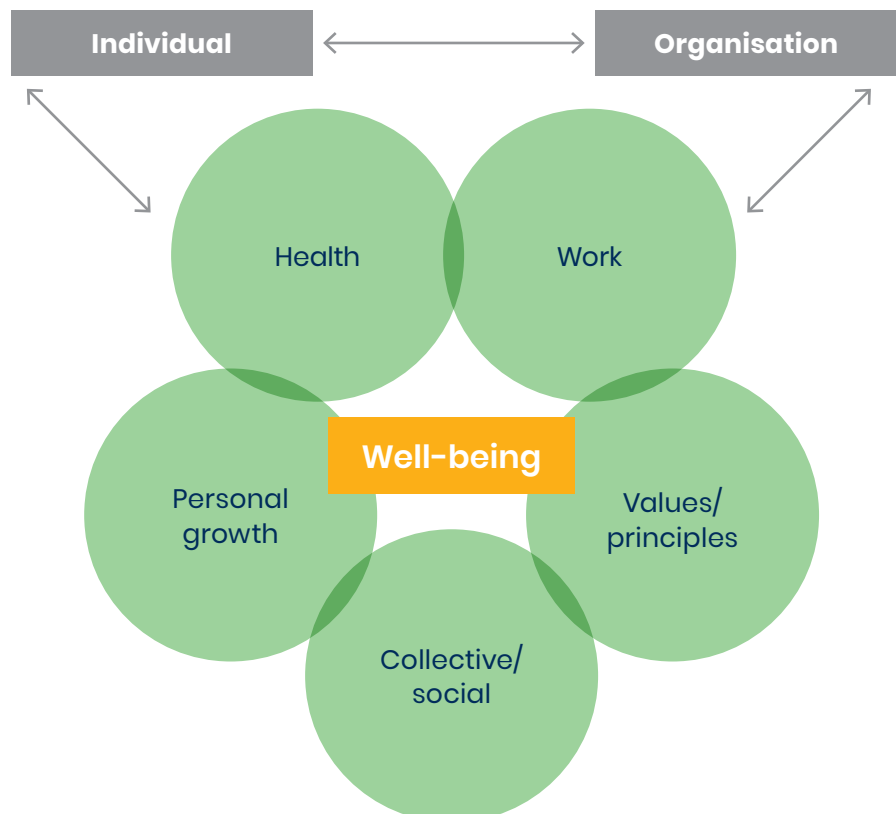 Individual
Organisation
Health
Work
Well-being
Personal
growth
Values/
principles
Collective/
social